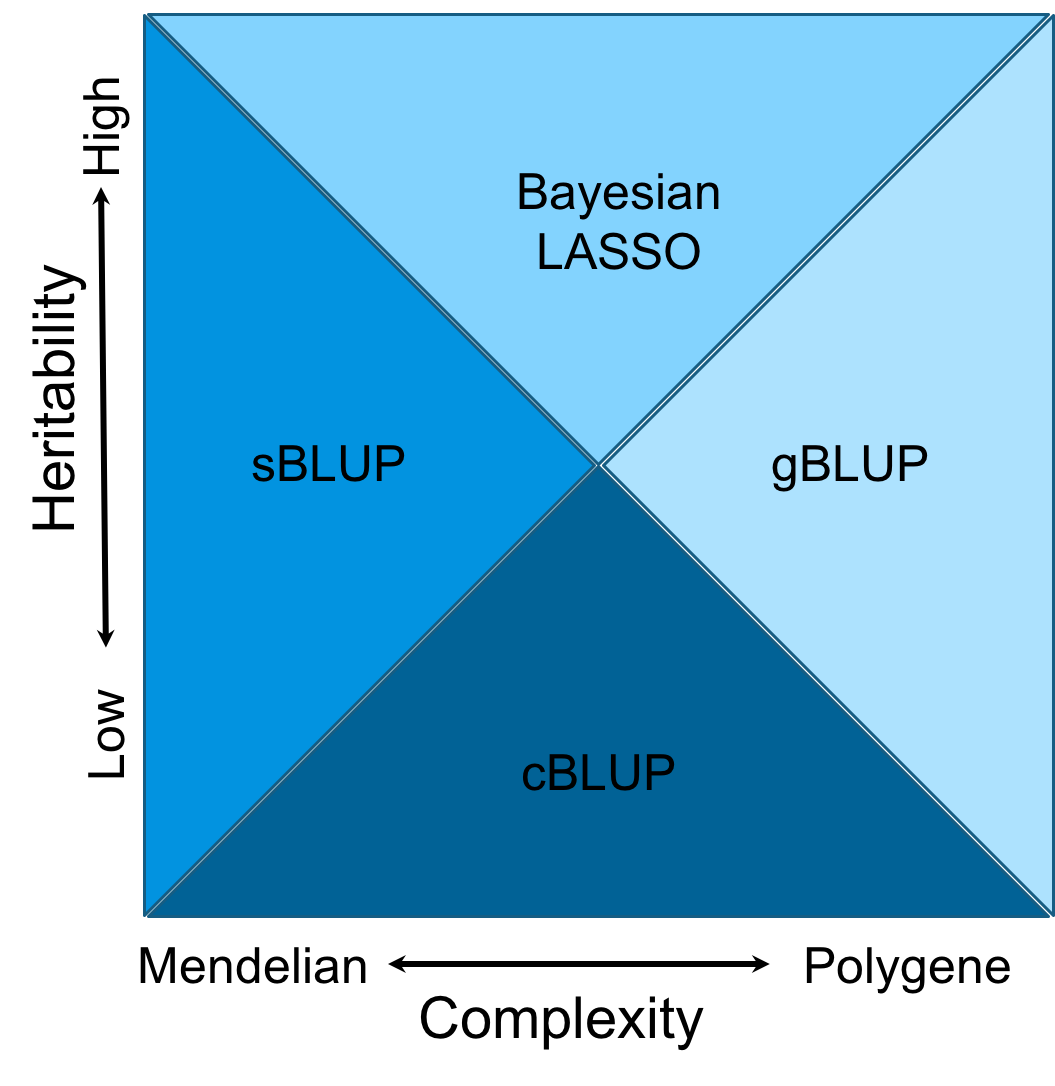 High
Heritability
Low
Bayesian
LASSO
sBLUP
gBLUP
cBLUP
Mendelian
Polygene
Complexity